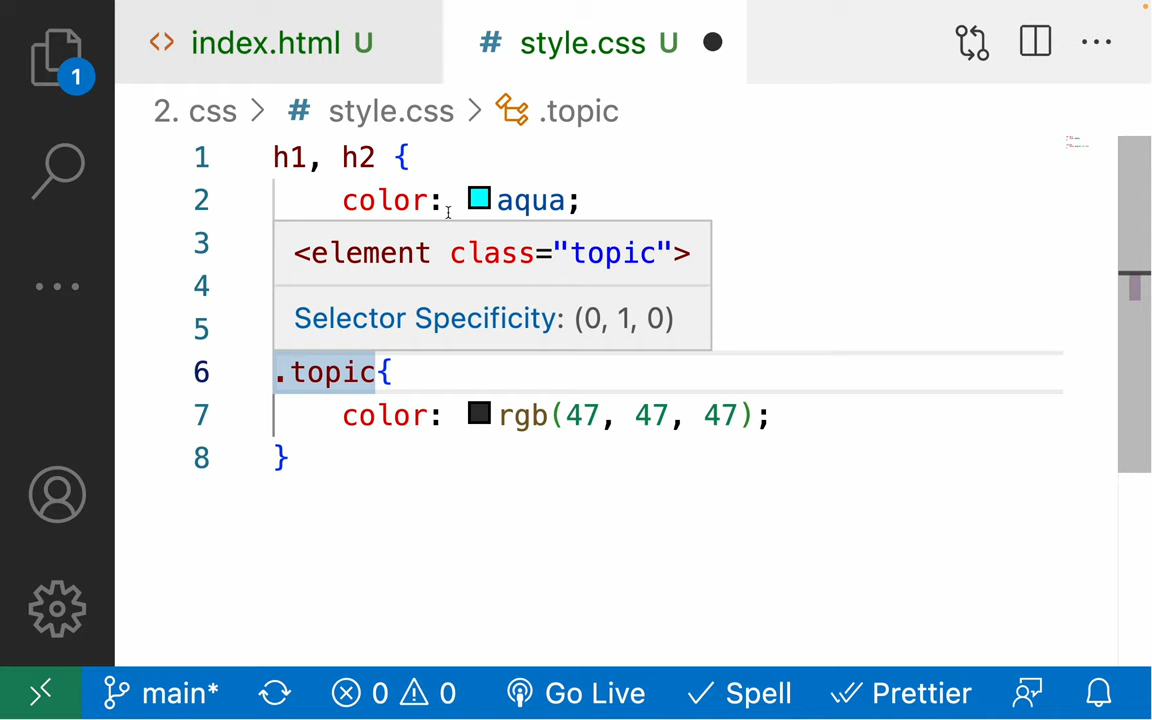 index.html U
# style.css U
1
2. css > # style.css > .topic
1 h1, h2 {
2 color: aqua;
3
<element class="topic">
4
Selector Specificity: (0, 1, 0)
5
6 .topic{
7 color: rgb(47, 47, 47);
8 }
main* 0 0 Go Live Spell Prettier